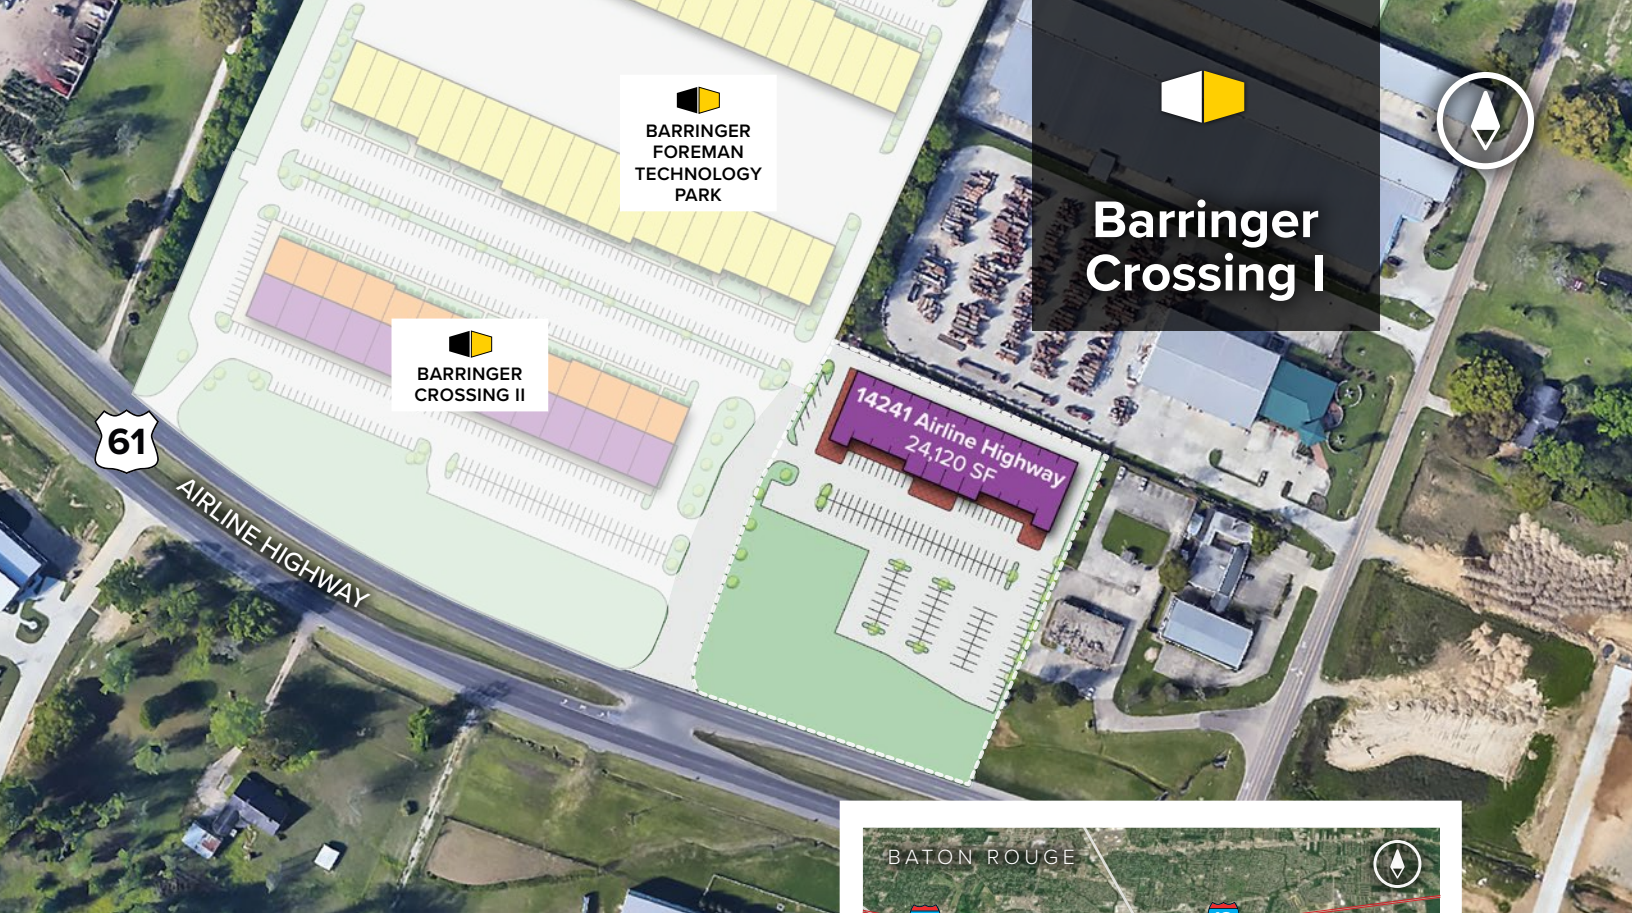 BARRINGER
FOREMAN
TECHNOLOGY
PARK
Barringer
Crossing I
BARRINGER
CROSSING II
14241 Airline Highway
24,120 SF
61
AIRLINE HIGHWAY
BATON ROUGE